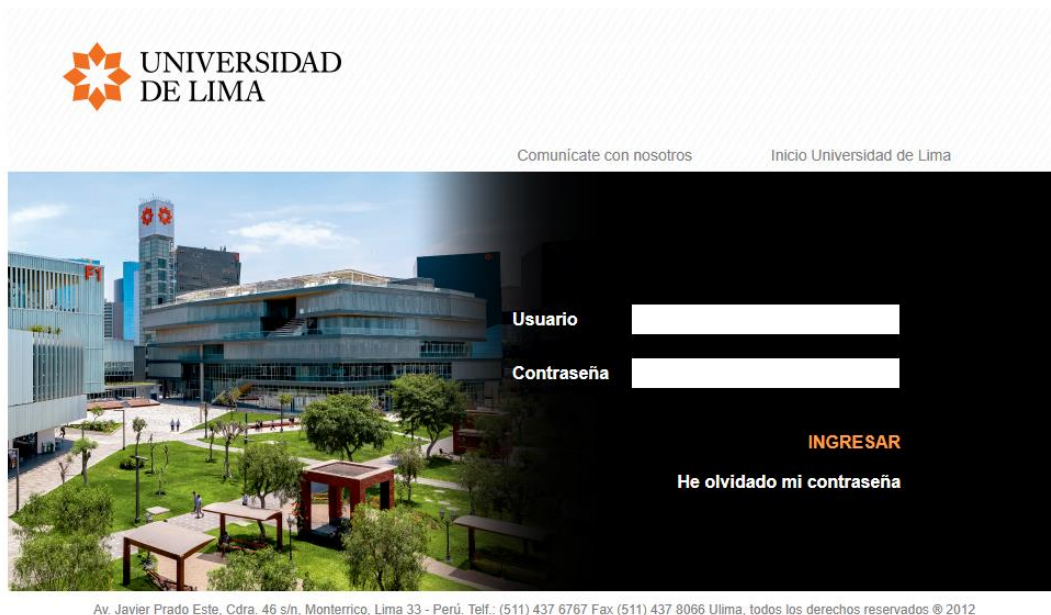 UNIVERSIDAD
DE LIMA
Comunícate con nosotros
Inicio Universidad de Lima
F1
Usuario
Contraseña
INGRESAR
He olvidado mi contraseña
Av. Javier Prado Este, Cdra. 46 s/n, Monterrico, Lima 33 - Perú. Telf.: (511) 437 6767 Fax (511) 437 8066 Ulima, todos los derechos reservados ® 2012